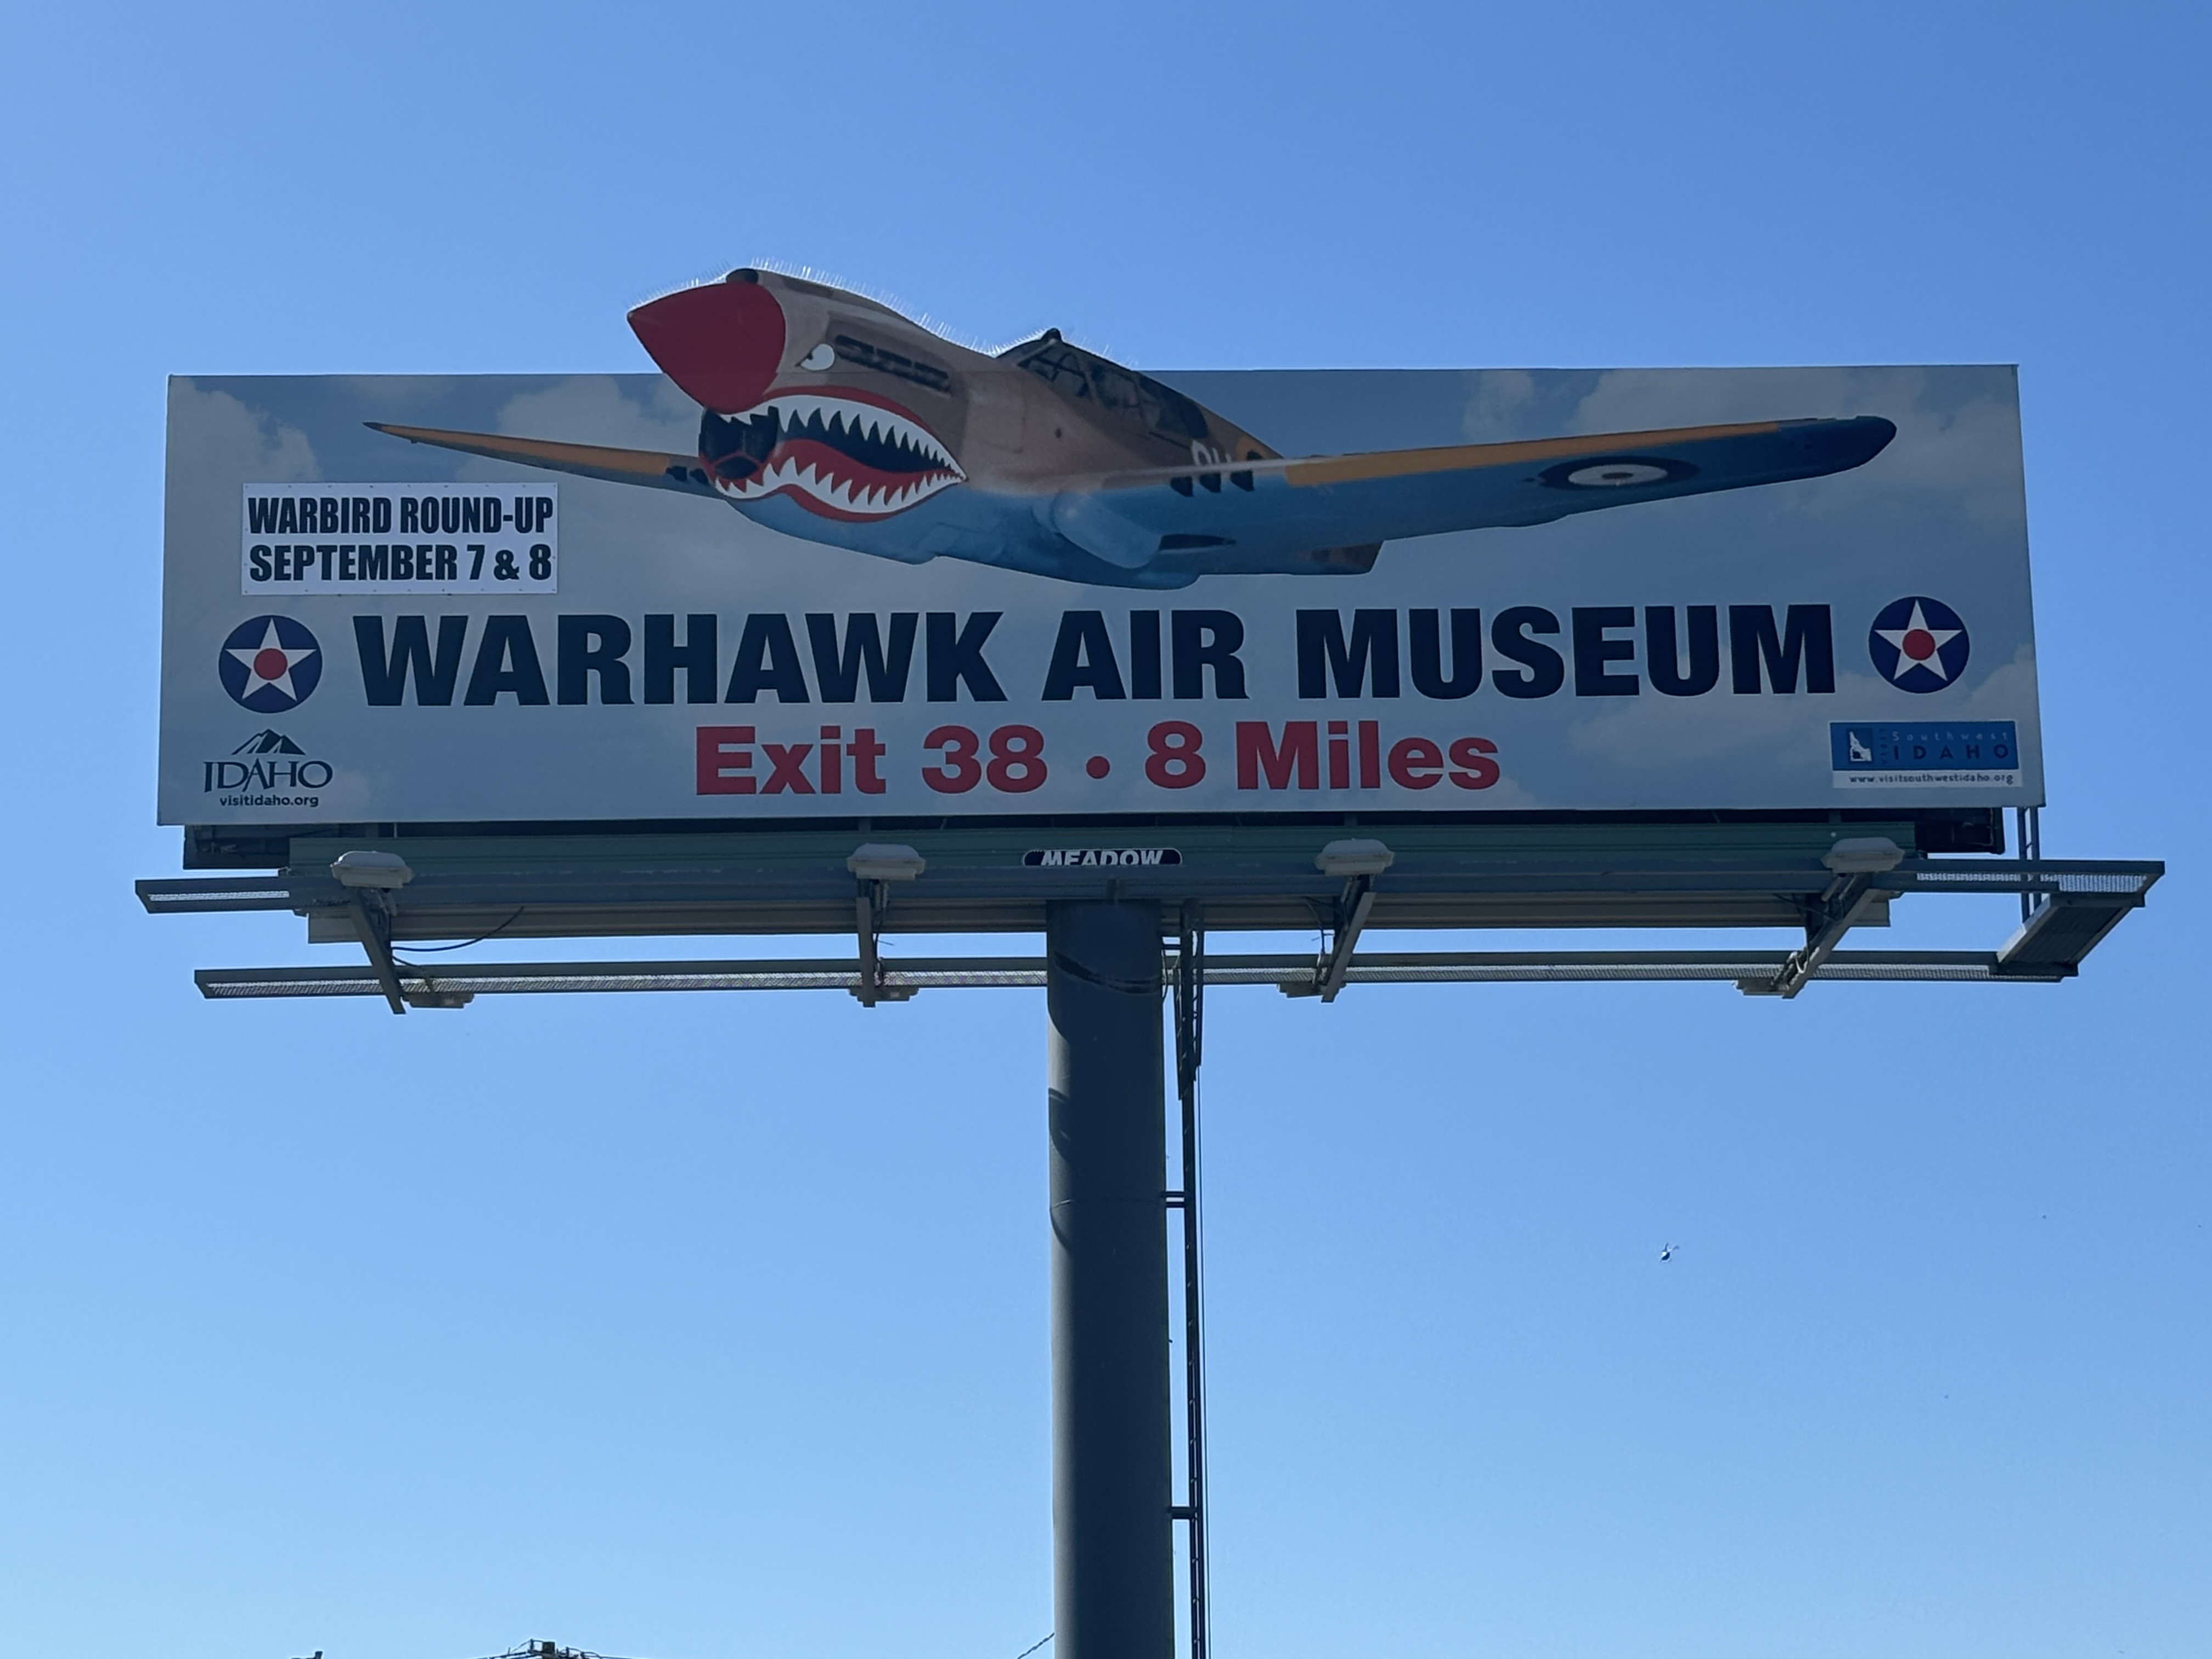 WARBIRD ROUND-UP
SEPTEMBER 7 & 8
WARHAWK AIR MUSEUM
Exit 38 • 8 Miles
IDAHO
visitidaho.org
Southwest
IDAHO
www.visitsouthwestidaho.org
MEADOW